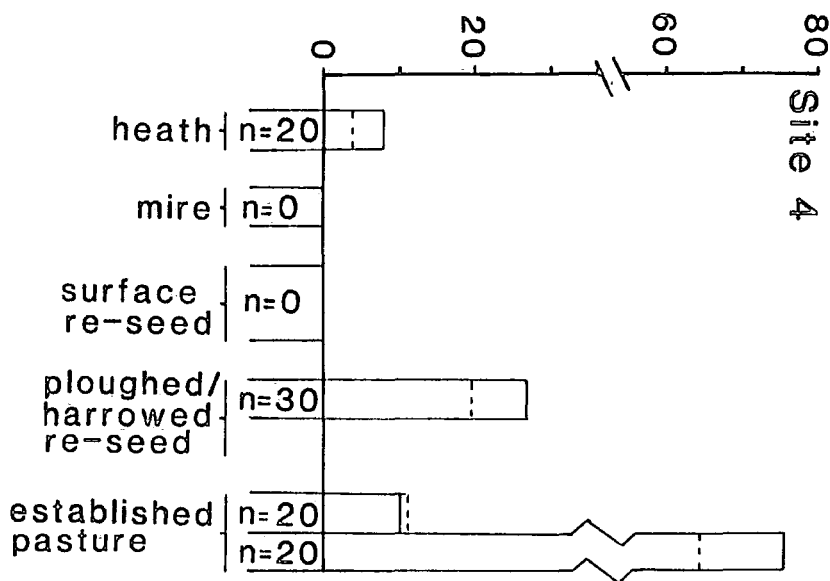 0 20 60 80
Site 4
heath n=20
mire n=0
surface
re-seed
n=0
ploughed/
harrowed
re-seed
n=30
established
pasture
n=20
n=20